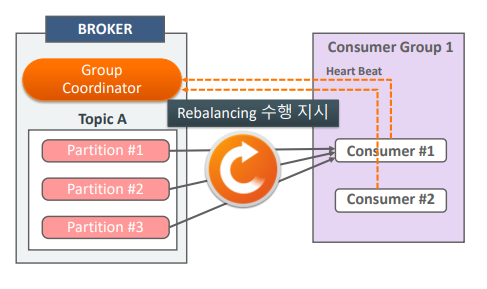 BROKER
Group
Coordinator
Topic A
Partition #1
Partition #2
Partition #3
Rebalancing 수행 지시
Consumer Group 1
Heart Beat
Consumer #1
Consumer #2